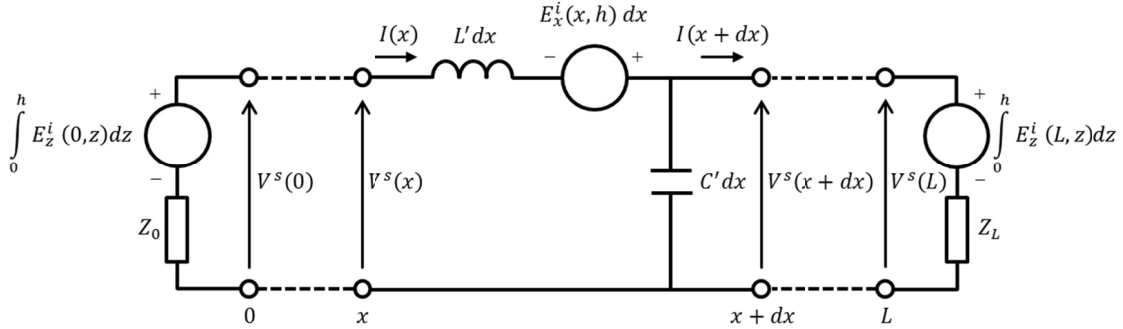 E_x^i(x, h) dx
I(x)
L′dx
I(x + dx)
−
+
+
+
∫_0^h E_z^i (0, z)dz
∫_0^h E_z^i (L, z)dz
−
−
V^s(0)
V^s(x)
C′dx
V^s(x + dx)
V^s(L)
Z_0
Z_L
0
x
x + dx
L